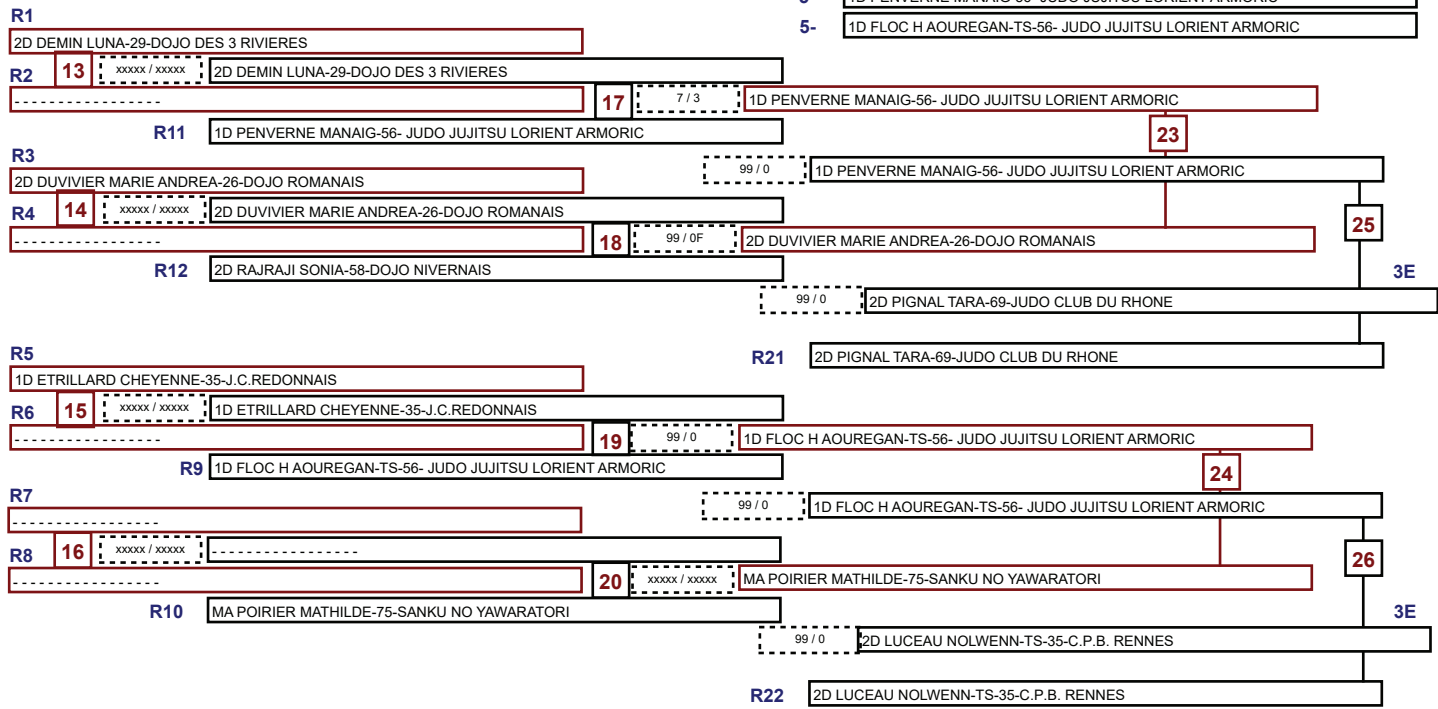 R1
5- 1D FLOC H AOUREGAN-TS-56- JUDO JUJITSU LORIENT ARMORIC
2D DEMIN LUNA-29-DOJO DES 3 RIVIERES
R2 13 xxxxx / xxxxx 2D DEMIN LUNA-29-DOJO DES 3 RIVIERES
- - - - - - - - - - - - - - - - - 17 7 / 3 1D PENVERNE MANAIG-56- JUDO JUJITSU LORIENT ARMORIC
R11 1D PENVERNE MANAIG-56- JUDO JUJITSU LORIENT ARMORIC
23
R3
99 / 0 1D PENVERNE MANAIG-56- JUDO JUJITSU LORIENT ARMORIC
2D DUVIVIER MARIE ANDREA-26-DOJO ROMANAIS
R4 14 xxxxx / xxxxx 2D DUVIVIER MARIE ANDREA-26-DOJO ROMANAIS
25
- - - - - - - - - - - - - - - - - 18 99 / 0F 2D DUVIVIER MARIE ANDREA-26-DOJO ROMANAIS
R12 2D RAJRAJI SONIA-58-DOJO NIVERNAIS
3E
99 / 0 2D PIGNAL TARA-69-JUDO CLUB DU RHONE
R5
R21 2D PIGNAL TARA-69-JUDO CLUB DU RHONE
1D ETRILLARD CHEYENNE-35-J.C.REDONNAIS
R6 15 xxxxx / xxxxx 1D ETRILLARD CHEYENNE-35-J.C.REDONNAIS
- - - - - - - - - - - - - - - - - 19 99 / 0 1D FLOC H AOUREGAN-TS-56- JUDO JUJITSU LORIENT ARMORIC
R9 1D FLOC H AOUREGAN-TS-56- JUDO JUJITSU LORIENT ARMORIC
24
R7
99 / 0 1D FLOC H AOUREGAN-TS-56- JUDO JUJITSU LORIENT ARMORIC
- - - - - - - - - - - - - - - - -
R8 16 xxxxx / xxxxx - - - - - - - - - - - - - - - - -
26
- - - - - - - - - - - - - - - - - 20 xxxxx / xxxxx MA POIRIER MATHILDE-75-SANKU NO YAWARATORI
R10 MA POIRIER MATHILDE-75-SANKU NO YAWARATORI
3E
99 / 0 2D LUCEAU NOLWENN-TS-35-C.P.B. RENNES
R22 2D LUCEAU NOLWENN-TS-35-C.P.B. RENNES